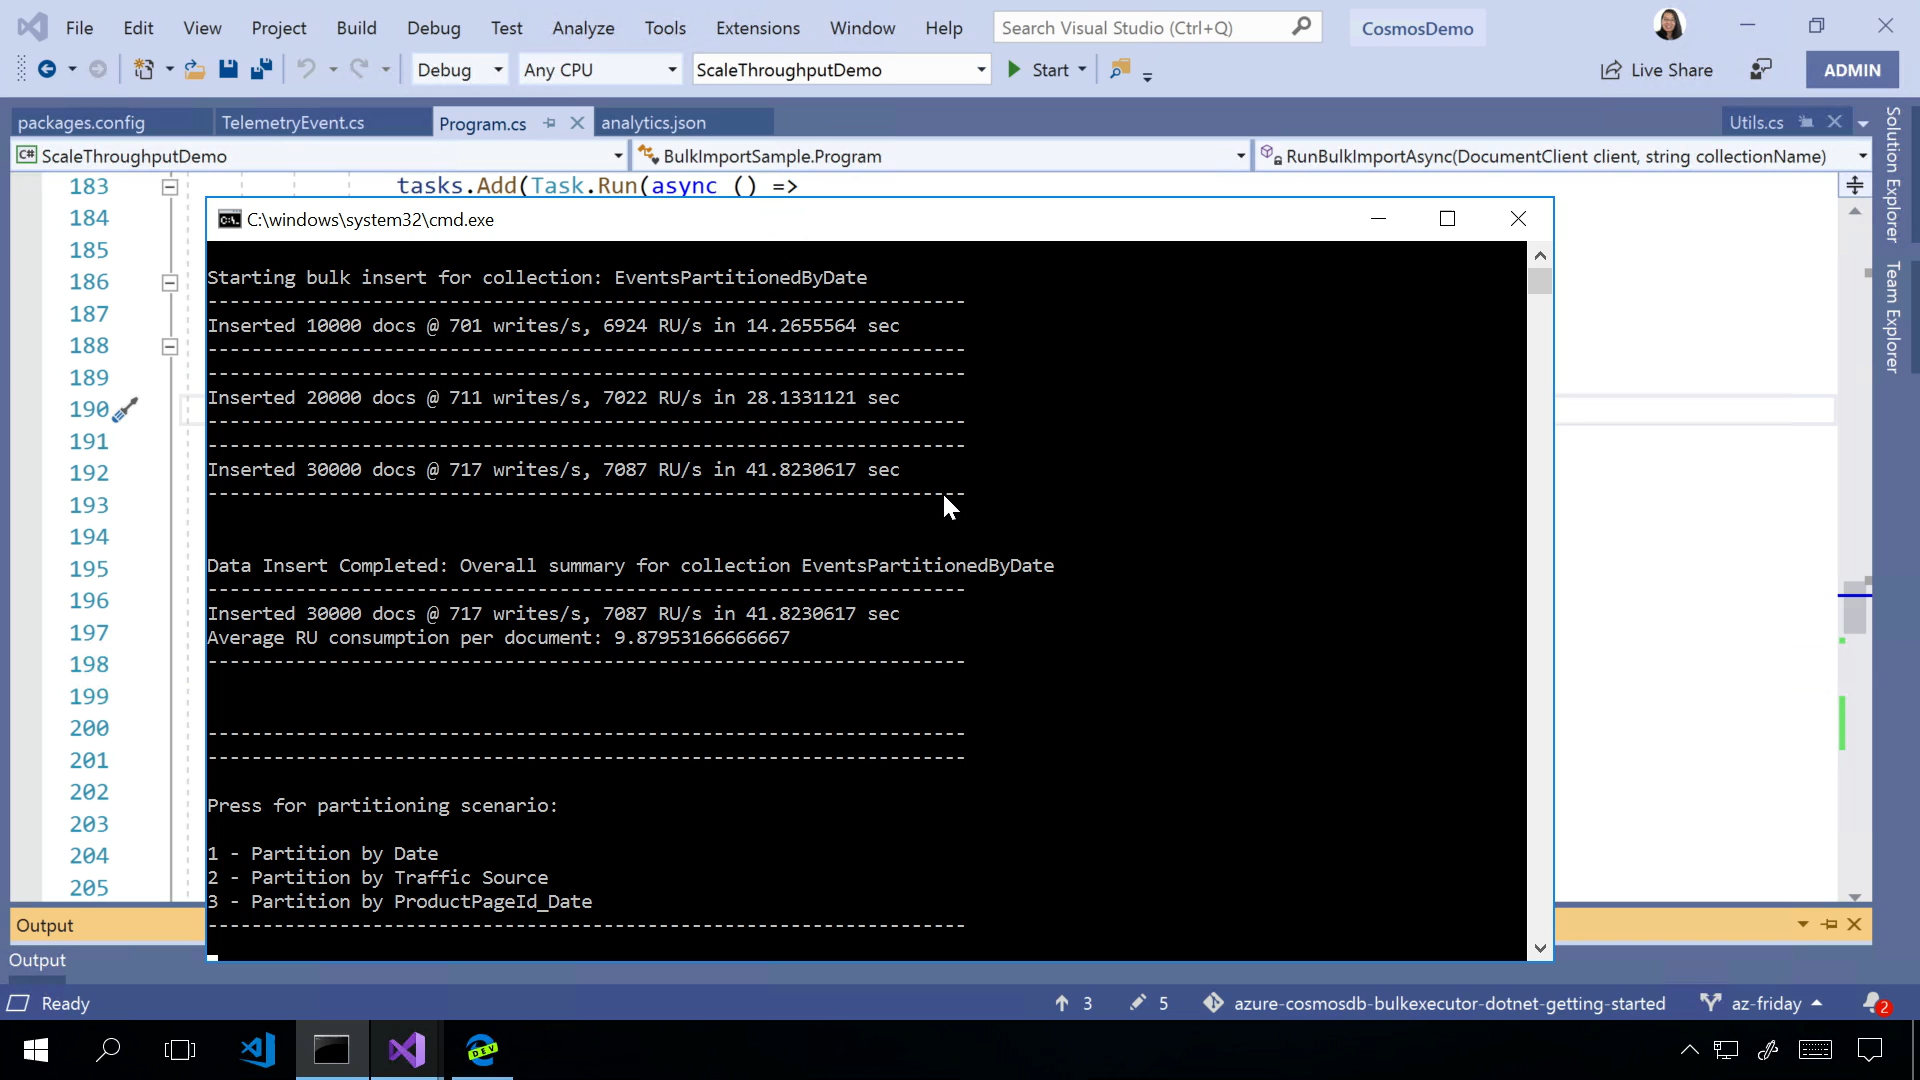 File Edit View Project Build Debug Test Analyze Tools Extensions Window Help Search Visual Studio (Ctrl+Q) CosmosDemo
Debug Any CPU ScaleThroughputDemo Start Live Share ADMIN
packages.config TelemetryEvent.cs Program.cs analytics.json Utils.cs
C# ScaleThroughputDemo BulkImportSample.Program RunBulkImportAsync(DocumentClient client, string collectionName)
Solution Explorer
Team Explorer
183 tasks.Add(Task.Run(async () =>
184
185
186
187
188
189
190
191
192
193
194
195
196
197
198
199
200
201
202
203
204
205
C:\windows\system32\cmd.exe
Starting bulk insert for collection: EventsPartitionedByDate
---------------------------------------------------------------------
Inserted 10000 docs @ 701 writes/s, 6924 RU/s in 14.2655564 sec
---------------------------------------------------------------------
---------------------------------------------------------------------
Inserted 20000 docs @ 711 writes/s, 7022 RU/s in 28.1331121 sec
---------------------------------------------------------------------
---------------------------------------------------------------------
Inserted 30000 docs @ 717 writes/s, 7087 RU/s in 41.8230617 sec
---------------------------------------------------------------------
Data Insert Completed: Overall summary for collection EventsPartitionedByDate
---------------------------------------------------------------------
Inserted 30000 docs @ 717 writes/s, 7087 RU/s in 41.8230617 sec
Average RU consumption per document: 9.87953166666667
---------------------------------------------------------------------
---------------------------------------------------------------------
---------------------------------------------------------------------
Press for partitioning scenario:
1 - Partition by Date
2 - Partition by Traffic Source
3 - Partition by ProductPageId_Date
---------------------------------------------------------------------
Output
Output
Ready 3 5 azure-cosmosdb-bulkexecutor-dotnet-getting-started az-friday 2
DEV